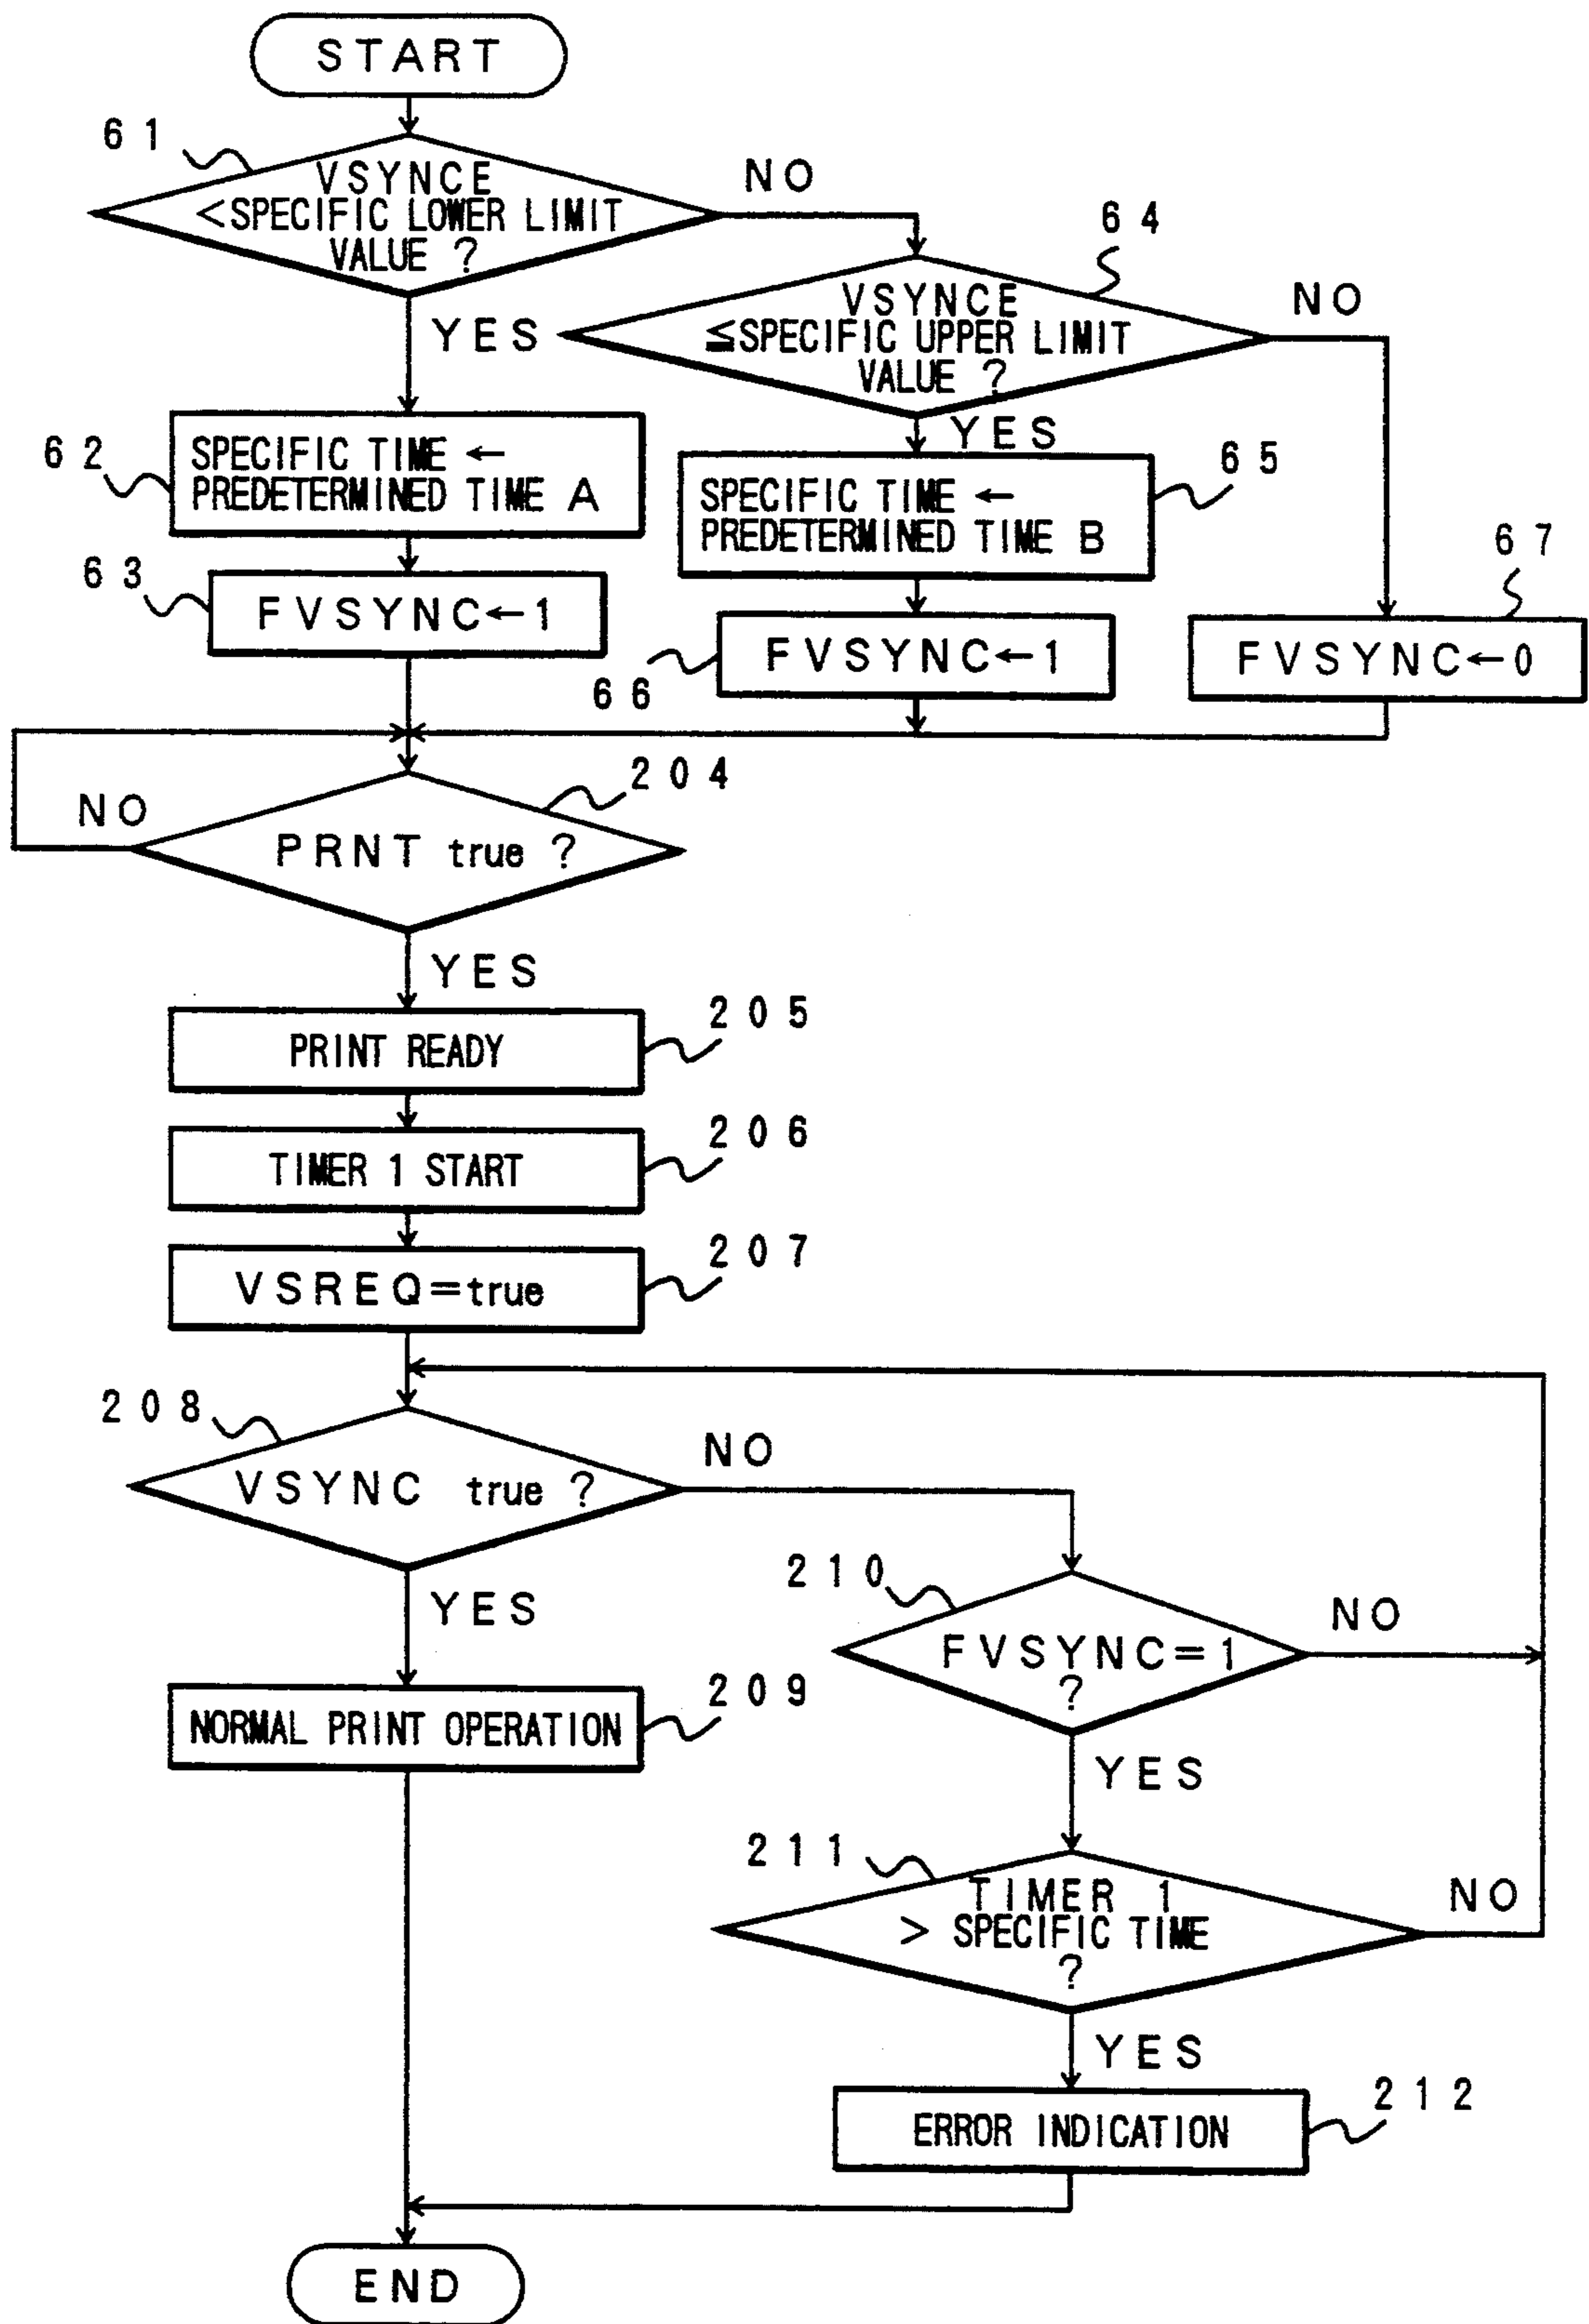 START
61
VSYNCE
<SPECIFIC LOWER LIMIT
VALUE ?
NO
YES
64
VSYNCE
≦SPECIFIC UPPER LIMIT
VALUE ?
NO
YES
62
SPECIFIC TIME ←
PREDETERMINED TIME A
65
SPECIFIC TIME ←
PREDETERMINED TIME B
63
FVSYNC←1
66
FVSYNC←1
67
FVSYNC←0
204
NO
PRNT true ?
YES
205
PRINT READY
206
TIMER 1 START
207
VSREQ=true
208
VSYNC true ?
NO
YES
210
FVSYNC=1
?
NO
YES
209
NORMAL PRINT OPERATION
211
TIMER 1
> SPECIFIC TIME
?
NO
YES
212
ERROR INDICATION
END